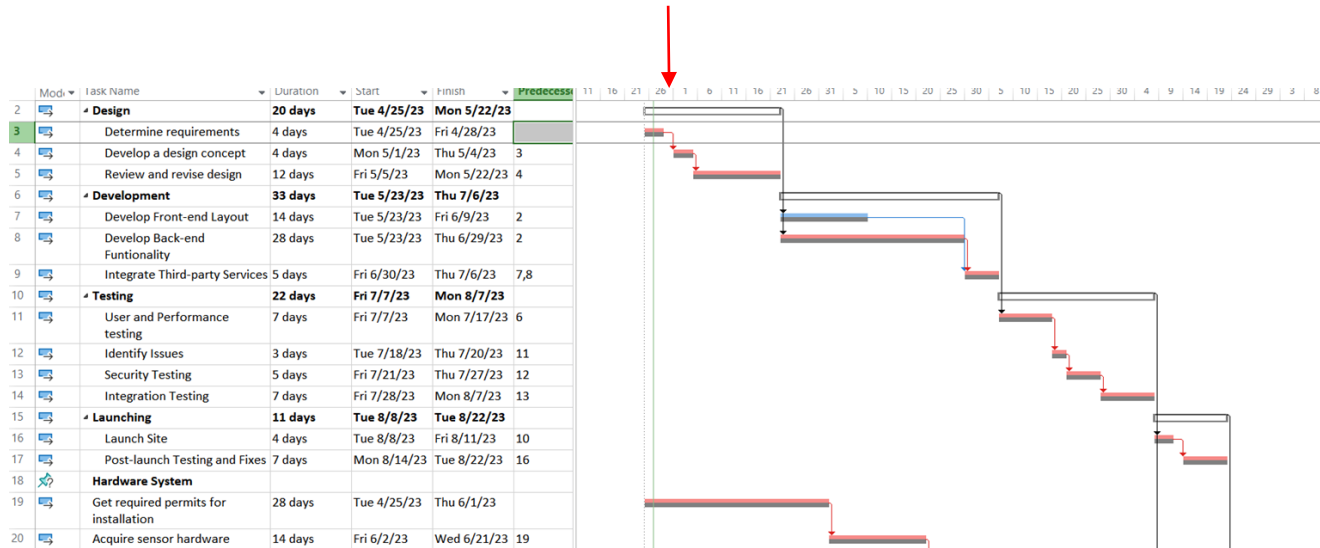 Mode Task Name Duration Start Finish Predecess 11 16 21 26 1 6 11 16 21 26 31 5 10 15 20 25 30 5 10 15 20 25 30 4 9 14 19 24 29 3 8
2 Design 20 days Tue 4/25/23 Mon 5/22/23
3 Determine requirements 4 days Tue 4/25/23 Fri 4/28/23
4 Develop a design concept 4 days Mon 5/1/23 Thu 5/4/23 3
5 Review and revise design 12 days Fri 5/5/23 Mon 5/22/23 4
6 Development 33 days Tue 5/23/23 Thu 7/6/23
7 Develop Front-end Layout 14 days Tue 5/23/23 Fri 6/9/23 2
8 Develop Back-end 28 days Tue 5/23/23 Thu 6/29/23 2
Funtionality
9 Integrate Third-party Services 5 days Fri 6/30/23 Thu 7/6/23 7,8
10 Testing 22 days Fri 7/7/23 Mon 8/7/23
11 User and Performance 7 days Fri 7/7/23 Mon 7/17/23 6
testing
12 Identify Issues 3 days Tue 7/18/23 Thu 7/20/23 11
13 Security Testing 5 days Fri 7/21/23 Thu 7/27/23 12
14 Integration Testing 7 days Fri 7/28/23 Mon 8/7/23 13
15 Launching 11 days Tue 8/8/23 Tue 8/22/23
16 Launch Site 4 days Tue 8/8/23 Fri 8/11/23 10
17 Post-launch Testing and Fixes 7 days Mon 8/14/23 Tue 8/22/23 16
18 ? Hardware System
19 Get required permits for 28 days Tue 4/25/23 Thu 6/1/23
installation
20 Acquire sensor hardware 14 days Fri 6/2/23 Wed 6/21/23 19